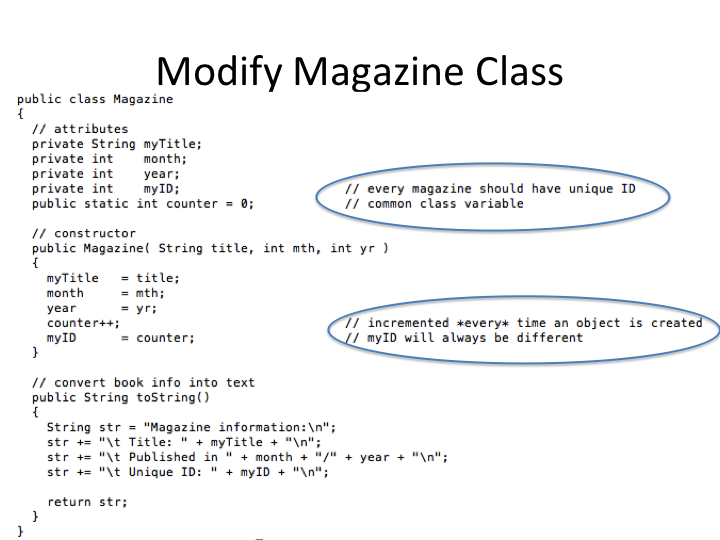 Modify Magazine Class
public class Magazine
{
  // attributes
  private String myTitle;
  private int    month;
  private int    year;
  private int    myID;                      // every magazine should have unique ID
  public static int counter = 0;            // common class variable

  // constructor
  public Magazine( String title, int mth, int yr )
  {
    myTitle   = title;
    month     = mth;
    year      = yr;
    counter++;                              // incremented *every* time an object is created
    myID      = counter;                    // myID will always be different
  }

  // convert book info into text
  public String toString()
  {
    String str = "Magazine information:\n";
    str += "\t Title: " + myTitle + "\n";
    str += "\t Published in " + month + "/" + year + "\n";
    str += "\t Unique ID: " + myID + "\n";

    return str;
  }
}